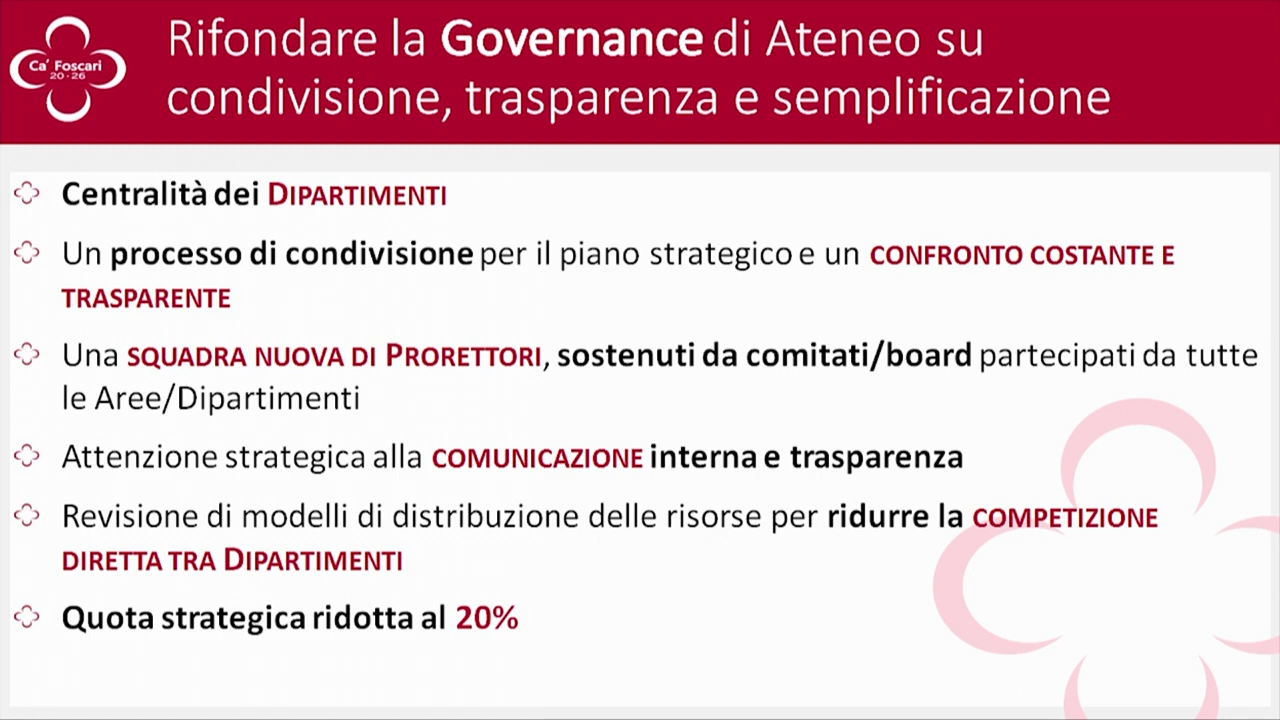 Ca' Foscari
20·26
Rifondare la Governance di Ateneo su
condivisione, trasparenza e semplificazione
Centralità dei DIPARTIMENTI
Un processo di condivisione per il piano strategico e un CONFRONTO COSTANTE E
TRASPARENTE
Una SQUADRA NUOVA DI PRORETTORI, sostenuti da comitati/board partecipati da tutte
le Aree/Dipartimenti
Attenzione strategica alla COMUNICAZIONE interna e trasparenza
Revisione di modelli di distribuzione delle risorse per ridurre la COMPETIZIONE
DIRETTA TRA DIPARTIMENTI
Quota strategica ridotta al 20%